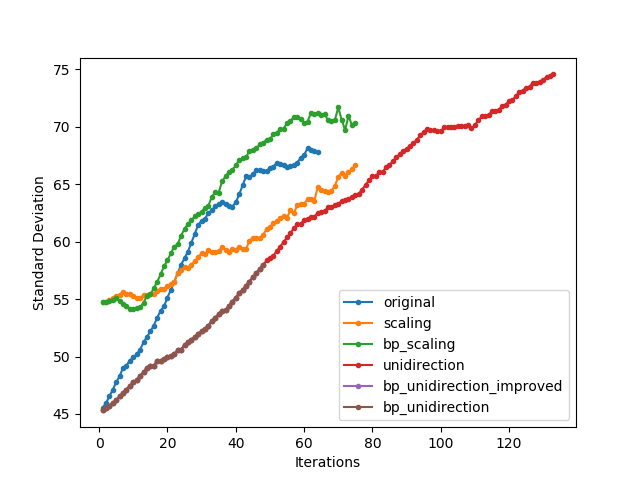 75
70
65
60
55
50
45
Standard Deviation
0
20
40
60
80
100
120
Iterations
original
scaling
bp_scaling
unidirection
bp_unidirection_improved
bp_unidirection